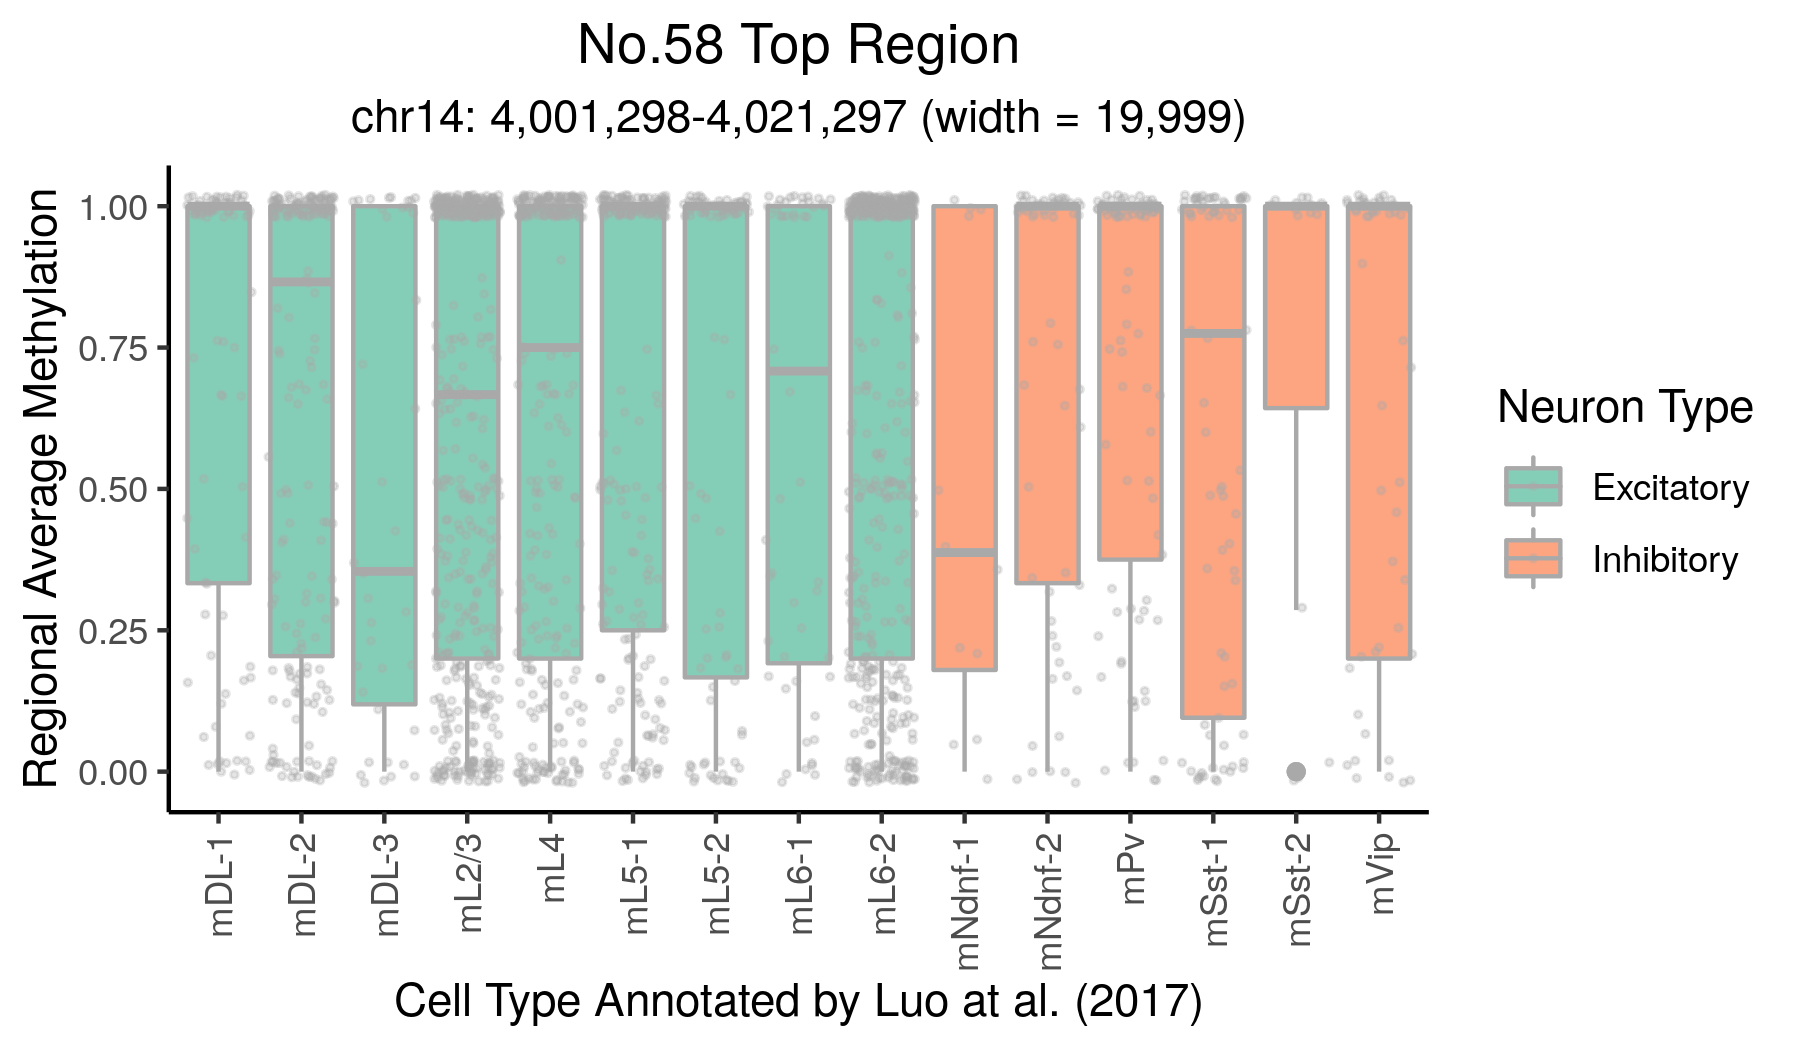 No.58 Top Region
chr14: 4,001,298-4,021,297 (width = 19,999)
Regional Average Methylation
1.00
0.75
0.50
0.25
0.00
mDL-1
mDL-2
mDL-3
mL2/3
mL4
mL5-1
mL5-2
mL6-1
mL6-2
mNdnf-1
mNdnf-2
mPv
mSst-1
mSst-2
mVip
Cell Type Annotated by Luo at al. (2017)
Neuron Type
Excitatory
Inhibitory